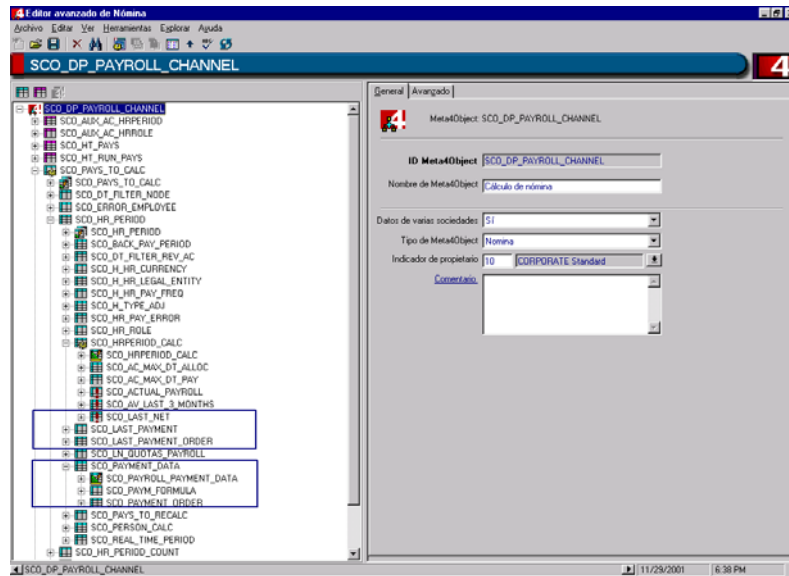 Editor avanzado de Nómina
Archivo Editar Ver Herramientas Explorar Ayuda
SCO_DP_PAYROLL_CHANNEL
SCO_DP_PAYROLL_CHANNEL
SCO_AUX_AC_HRPERIOD
SCO_AUX_AC_HRROLE
SCO_HT_PAYS
SCO_HT_RUN_PAYS
SCO_PAYS_TO_CALC
SCO_PAYS_TO_CALC
SCO_DT_FILTER_NODE
SCO_ERROR_EMPLOYEE
SCO_HR_PERIOD
SCO_HR_PERIOD
SCO_BACK_PAY_PERIOD
SCO_DT_FILTER_REV_AC
SCO_H_HR_CURRENCY
SCO_H_HR_LEGAL_ENTITY
SCO_H_HR_PAY_FREQ
SCO_H_TYPE_ADJ
SCO_HR_PAY_ERROR
SCO_HR_ROLE
SCO_HRPERIOD_CALC
SCO_HRPERIOD_CALC
SCO_AC_MAX_DT_ALLOC
SCO_AC_MAX_DT_PAY
SCO_ACTUAL_PAYROLL
SCO_AV_LAST_3_MONTHS
SCO_LAST_NET
SCO_LAST_PAYMENT
SCO_LAST_PAYMENT_ORDER
SCO_LN_QUOTAS_PAYROLL
SCO_PAYMENT_DATA
SCO_PAYROLL_PAYMENT_DATA
SCO_PAYM_FORMULA
SCO_PAYMENT_ORDER
SCO_PAYS_TO_RECALC
SCO_PERSON_CALC
SCO_REAL_TIME_PERIOD
SCO_HR_PERIOD_COUNT
General Avanzado
Meta4Object: SCO_DP_PAYROLL_CHANNEL
ID Meta4Object SCO_DP_PAYROLL_CHANNEL
Nombre de Meta4Object Cálculo de nómina
Datos de varias sociedades Sí
Tipo de Meta4Object Nomina
Indicador de propietario 10 CORPORATE Standard
Comentario
SCO_DP_PAYROLL_CHANNEL 11/29/2001 6:38 PM